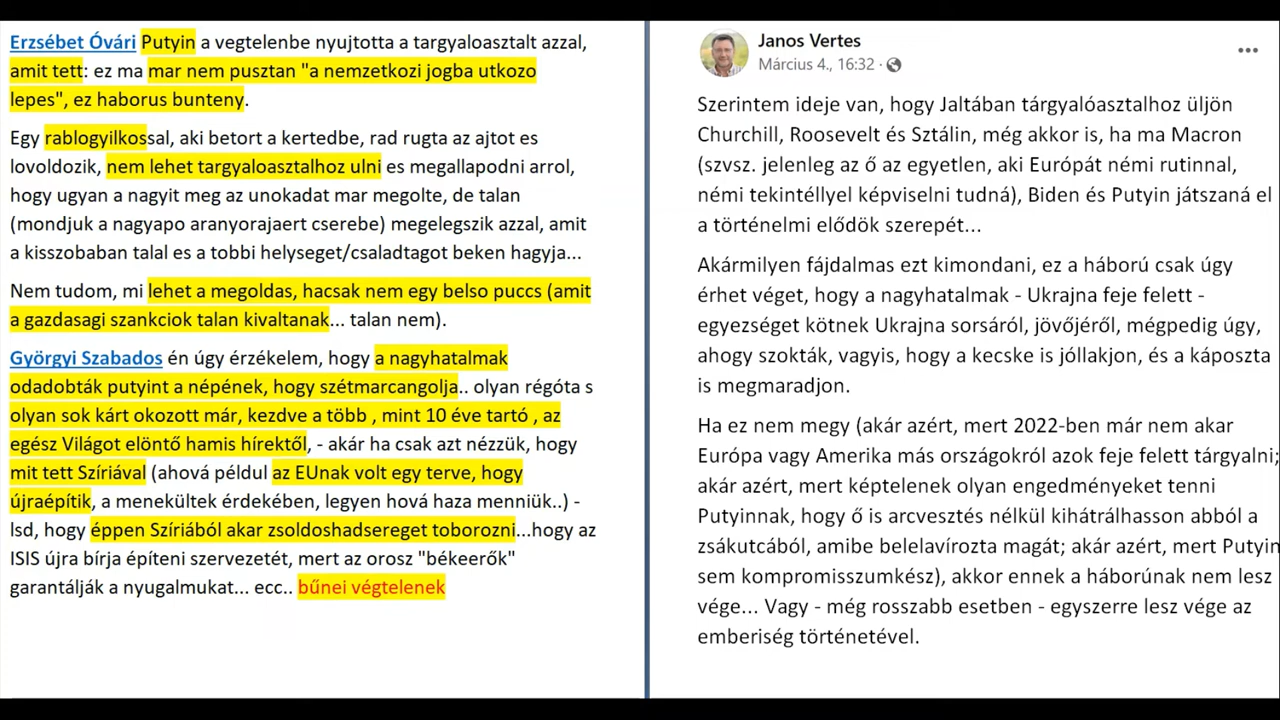 Erzsébet Óvári Putyin a vegtelenbe nyujtotta a targyaloasztalt azzal,
amit tett: ez ma mar nem pusztan "a nemzetkozi jogba utkozo
lepes", ez haborus bunteny.
Egy rablogyilkossal, aki betort a kertedbe, rad rugta az ajtot es
lovoldozik, nem lehet targyaloasztalhoz ulni es megallapodni arrol,
hogy ugyan a nagyit meg az unokadat mar megolte, de talan
(mondjuk a nagyapo aranyorajaert cserebe) megelegszik azzal, amit
a kisszobaban talal es a tobbi helyseget/csaladtagot beken hagyja...
Nem tudom, mi lehet a megoldas, hacsak nem egy belso puccs (amit
a gazdasagi szankciok talan kivaltanak... talan nem).
Györgyi Szabados én úgy érzékelem, hogy a nagyhatalmak
odadobták putyint a népének, hogy szétmarcangolja.. olyan régóta s
olyan sok kárt okozott már, kezdve a több , mint 10 éve tartó , az
egész Világot elöntő hamis hírektől, - akár ha csak azt nézzük, hogy
mit tett Szíriával (ahová például az EUnak volt egy terve, hogy
újraépítik, a menekültek érdekében, legyen hová haza menniük..) -
lsd, hogy éppen Szíriából akar zsoldoshadsereget toborozni...hogy az
ISIS újra bírja építeni szervezetét, mert az orosz "békeerők"
garantálják a nyugalmukat... ecc.. bűnei végtelenek
Janos Vertes
Március 4., 16:32 ·
Szerintem ideje van, hogy Jaltában tárgyalóasztalhoz üljön
Churchill, Roosevelt és Sztálin, még akkor is, ha ma Macron
(szvsz. jelenleg az ő az egyetlen, aki Európát némi rutinnal,
némi tekintéllyel képviselni tudná), Biden és Putyin játszaná el
a történelmi elődök szerepét...
Akármilyen fájdalmas ezt kimondani, ez a háború csak úgy
érhet véget, hogy a nagyhatalmak - Ukrajna feje felett -
egyezséget kötnek Ukrajna sorsáról, jövőjéről, mégpedig úgy,
ahogy szokták, vagyis, hogy a kecske is jóllakjon, és a káposzta
is megmaradjon.
Ha ez nem megy (akár azért, mert 2022-ben már nem akar
Európa vagy Amerika más országokról azok feje felett tárgyalni;
akár azért, mert képtelenek olyan engedményeket tenni
Putyinnak, hogy ő is arcvesztés nélkül kihátrálhasson abból a
zsákutcából, amibe belelavírozta magát; akár azért, mert Putyin
sem kompromisszumkész), akkor ennek a háborúnak nem lesz
vége... Vagy - még rosszabb esetben - egyszerre lesz vége az
emberiség történetével.